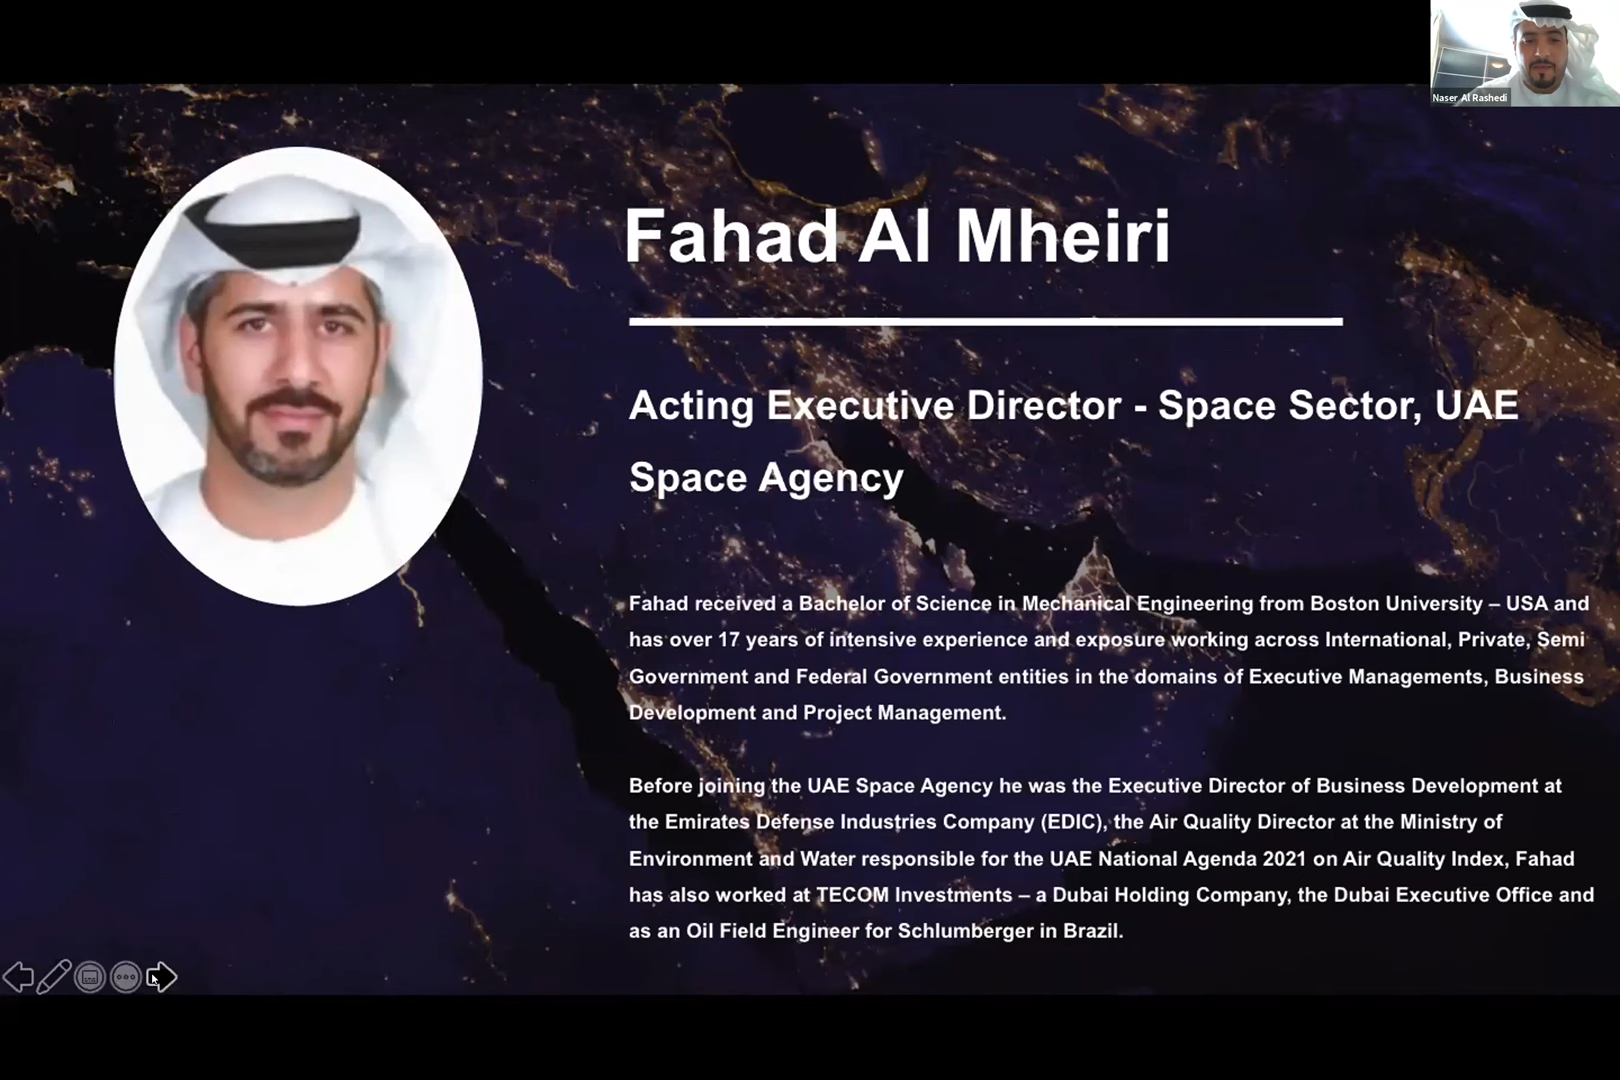 Naser Al Rashedi
Fahad Al Mheiri
Acting Executive Director - Space Sector, UAE
Space Agency
Fahad received a Bachelor of Science in Mechanical Engineering from Boston University – USA and
has over 17 years of intensive experience and exposure working across International, Private, Semi
Government and Federal Government entities in the domains of Executive Managements, Business
Development and Project Management.
Before joining the UAE Space Agency he was the Executive Director of Business Development at
the Emirates Defense Industries Company (EDIC), the Air Quality Director at the Ministry of
Environment and Water responsible for the UAE National Agenda 2021 on Air Quality Index, Fahad
has also worked at TECOM Investments – a Dubai Holding Company, the Dubai Executive Office and
as an Oil Field Engineer for Schlumberger in Brazil.